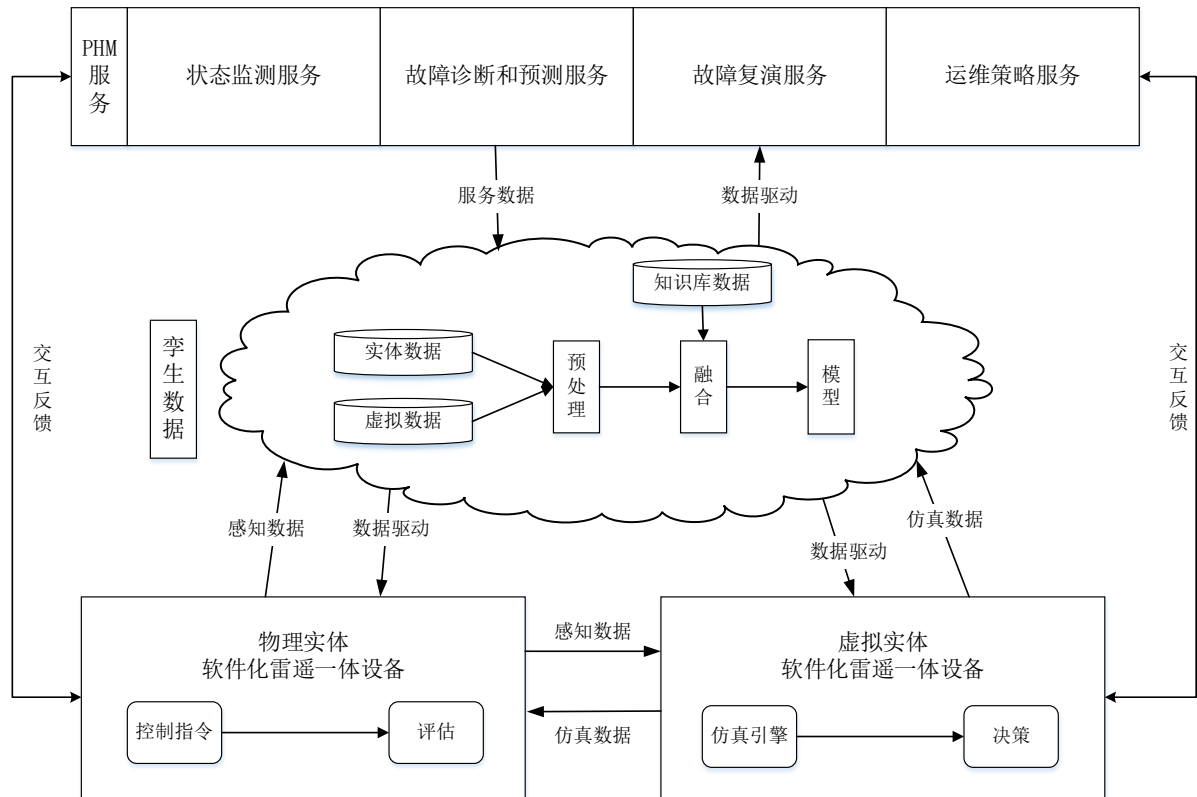 PHM
服
务
状态监测服务
故障诊断和预测服务
故障复演服务
运维策略服务
服务数据
数据驱动
知识库数据
实体数据
虚拟数据
预
处
理
融
合
模
型
孪
生
数
据
交
互
反
馈
交
互
反
馈
感知数据
数据驱动
数据驱动
仿真数据
物理实体
软件化雷遥一体设备
控制指令
评估
感知数据
仿真数据
虚拟实体
软件化雷遥一体设备
仿真引擎
决策